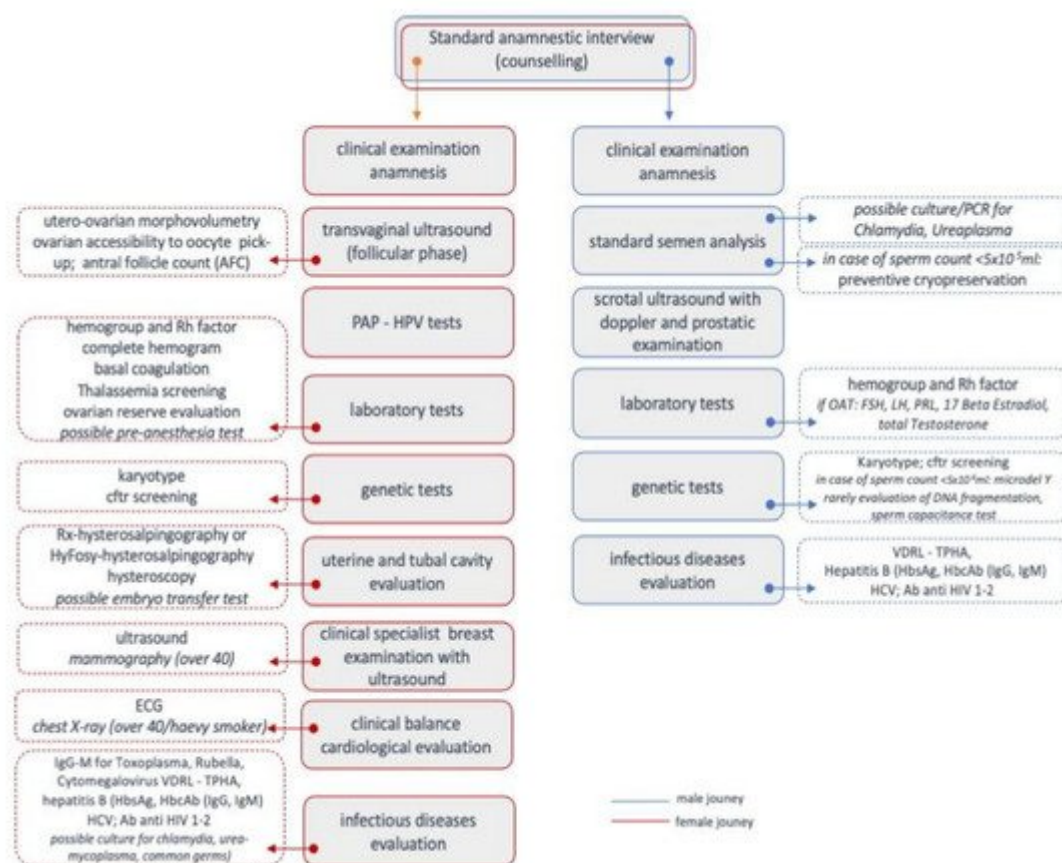 Standard anamnestic interview
(counselling)
clinical examination
anamnesis
utero-ovarian morphovolumetry
ovarian accessibility to oocyte pick-
up; antral follicle count (AFC)
transvaginal ultrasound
(follicular phase)
PAP - HPV tests
hemogroup and Rh factor
complete hemogram
basal coagulation
Thalassemia screening
ovarian reserve evaluation
possible pre-anesthesia test
laboratory tests
karyotype
cftr screening
genetic tests
Rx-hysterosalpingography or
HyFosy-hysterosalpingography
hysteroscopy
possible embryo transfer test
uterine and tubal cavity
evaluation
ultrasound
mammography (over 40)
clinical specialist breast
examination with
ultrasound
ECG
chest X-ray (over 40/haevy smoker)
clinical balance
cardiological evaluation
IgG-M for Toxoplasma, Rubella,
Cytomegalovirus VDRL - TPHA,
hepatitis B (HbsAg, HbcAb (IgG, IgM)
HCV; Ab anti HIV 1-2
possible culture for chlamydia, urea-
mycoplasma, common germs)
infectious diseases
evaluation
clinical examination
anamnesis
standard semen analysis
possible culture/PCR for
Chlamydia, Ureaplasma
in case of sperm count <5x10⁵ml:
preventive cryopreservation
scrotal ultrasound with
doppler and prostatic
examination
laboratory tests
hemogroup and Rh factor
if OAT: FSH, LH, PRL, 17 Beta Estradiol,
total Testosterone
genetic tests
Karyotype; cftr screening
in case of sperm count ml: microdel Y
rarely evaluation of DNA fragmentation,
sperm capacitance test
infectious diseases
evaluation
VDRL - TPHA,
Hepatitis B (HbsAg, HbcAb (IgG, IgM)
HCV; Ab anti HIV 1-2
male jouney
female jouney